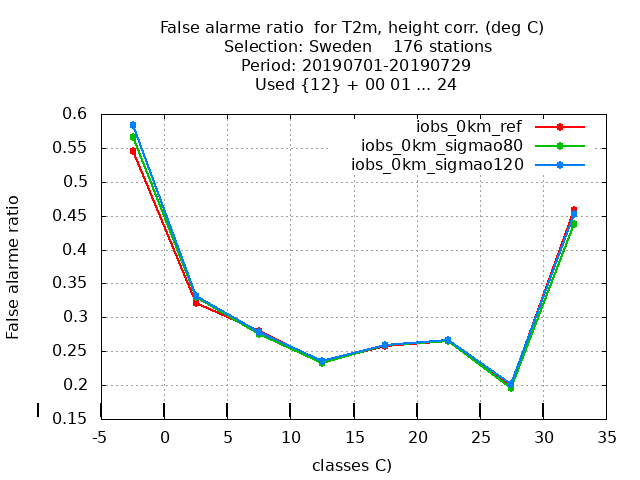 False alarme ratio  for T2m, height corr. (deg C)
Selection: Sweden    176 stations
Period: 20190701-20190729
Used {12} + 00 01 ... 24
iobs_0km_ref
iobs_0km_sigmao80
iobs_0km_sigmao120
False alarme ratio
0.6
0.55
0.5
0.45
0.4
0.35
0.3
0.25
0.2
0.15
-5 0 5 10 15 20 25 30 35
classes C)